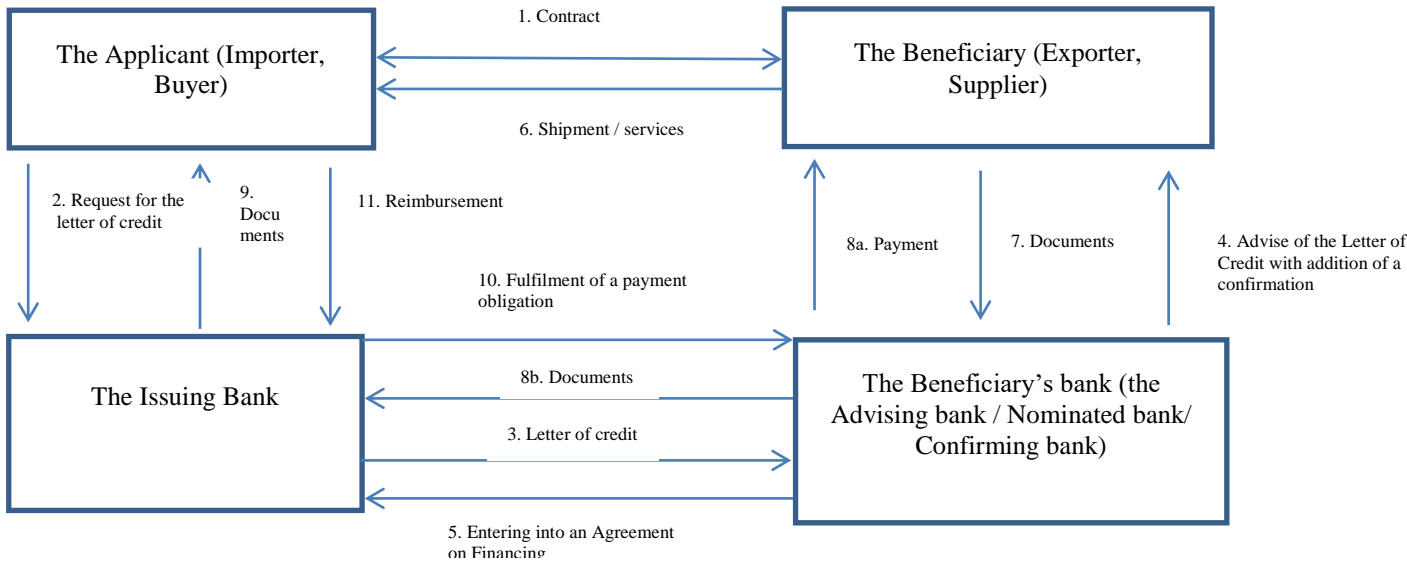 1. Contract
The Applicant (Importer,
Buyer)
The Beneficiary (Exporter,
Supplier)
6. Shipment / services
2. Request for the
letter of credit
9.
Docu
ments
11. Reimbursement
8a. Payment
7. Documents
4. Advise of the Letter of
Credit with addition of a
confirmation
10. Fulfilment of a payment
obligation
The Issuing Bank
8b. Documents
3. Letter of credit
The Beneficiary’s bank (the
Advising bank / Nominated bank/
Confirming bank)
5. Entering into an Agreement
on Financing